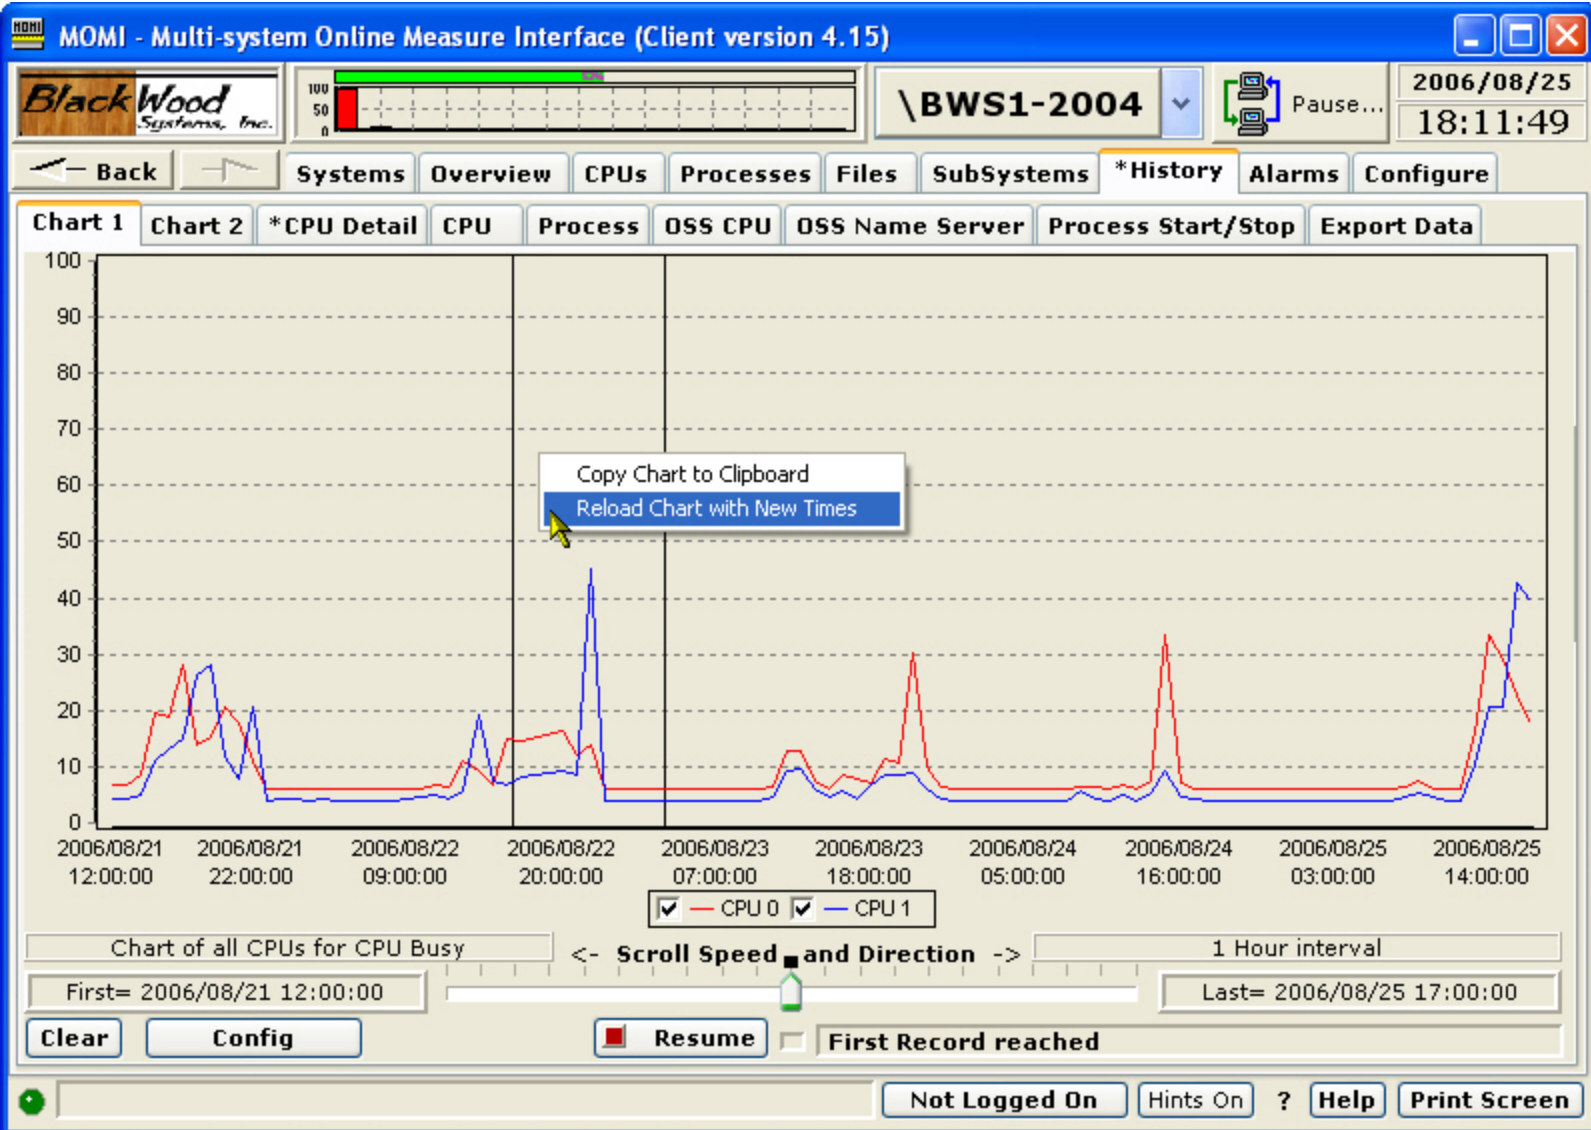 MOMI - Multi-system Online Measure Interface (Client version 4.15)
BlackWood
Systems, Inc.
100
50
0
CPU
\BWS1-2004
Pause...
2006/08/25
18:11:49
Back
Systems
Overview
CPUs
Processes
Files
SubSystems
*History
Alarms
Configure
Chart 1
Chart 2
*CPU Detail
CPU
Process
OSS CPU
OSS Name Server
Process Start/Stop
Export Data
100
90
80
70
60
50
40
30
20
10
0
Copy Chart to Clipboard
Reload Chart with New Times
2006/08/21 2006/08/21 2006/08/22 2006/08/22 2006/08/23 2006/08/23 2006/08/24 2006/08/24 2006/08/25 2006/08/25
12:00:00 22:00:00 09:00:00 20:00:00 07:00:00 18:00:00 05:00:00 16:00:00 03:00:00 14:00:00
CPU 0 CPU 1
Chart of all CPUs for CPU Busy
<- Scroll Speed and Direction ->
1 Hour interval
First= 2006/08/21 12:00:00
Last= 2006/08/25 17:00:00
Clear
Config
Resume
First Record reached
Not Logged On
Hints On
?
Help
Print Screen